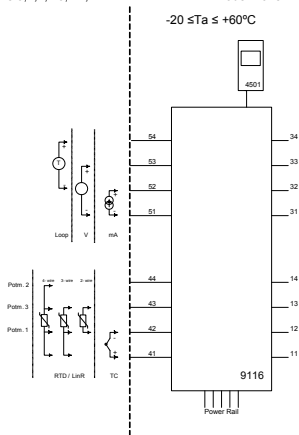 -20 ≤Ta ≤ +60ºC
4501
54
34
53
33
T
52
32
51
31
Loop
V
mA
44
14
Potm. 2
4- wire
3- wire
2- wire
43
13
Potm. 3
Potm. 1
42
12
41
11
RTD / LinR
TC
9116
Power Rail